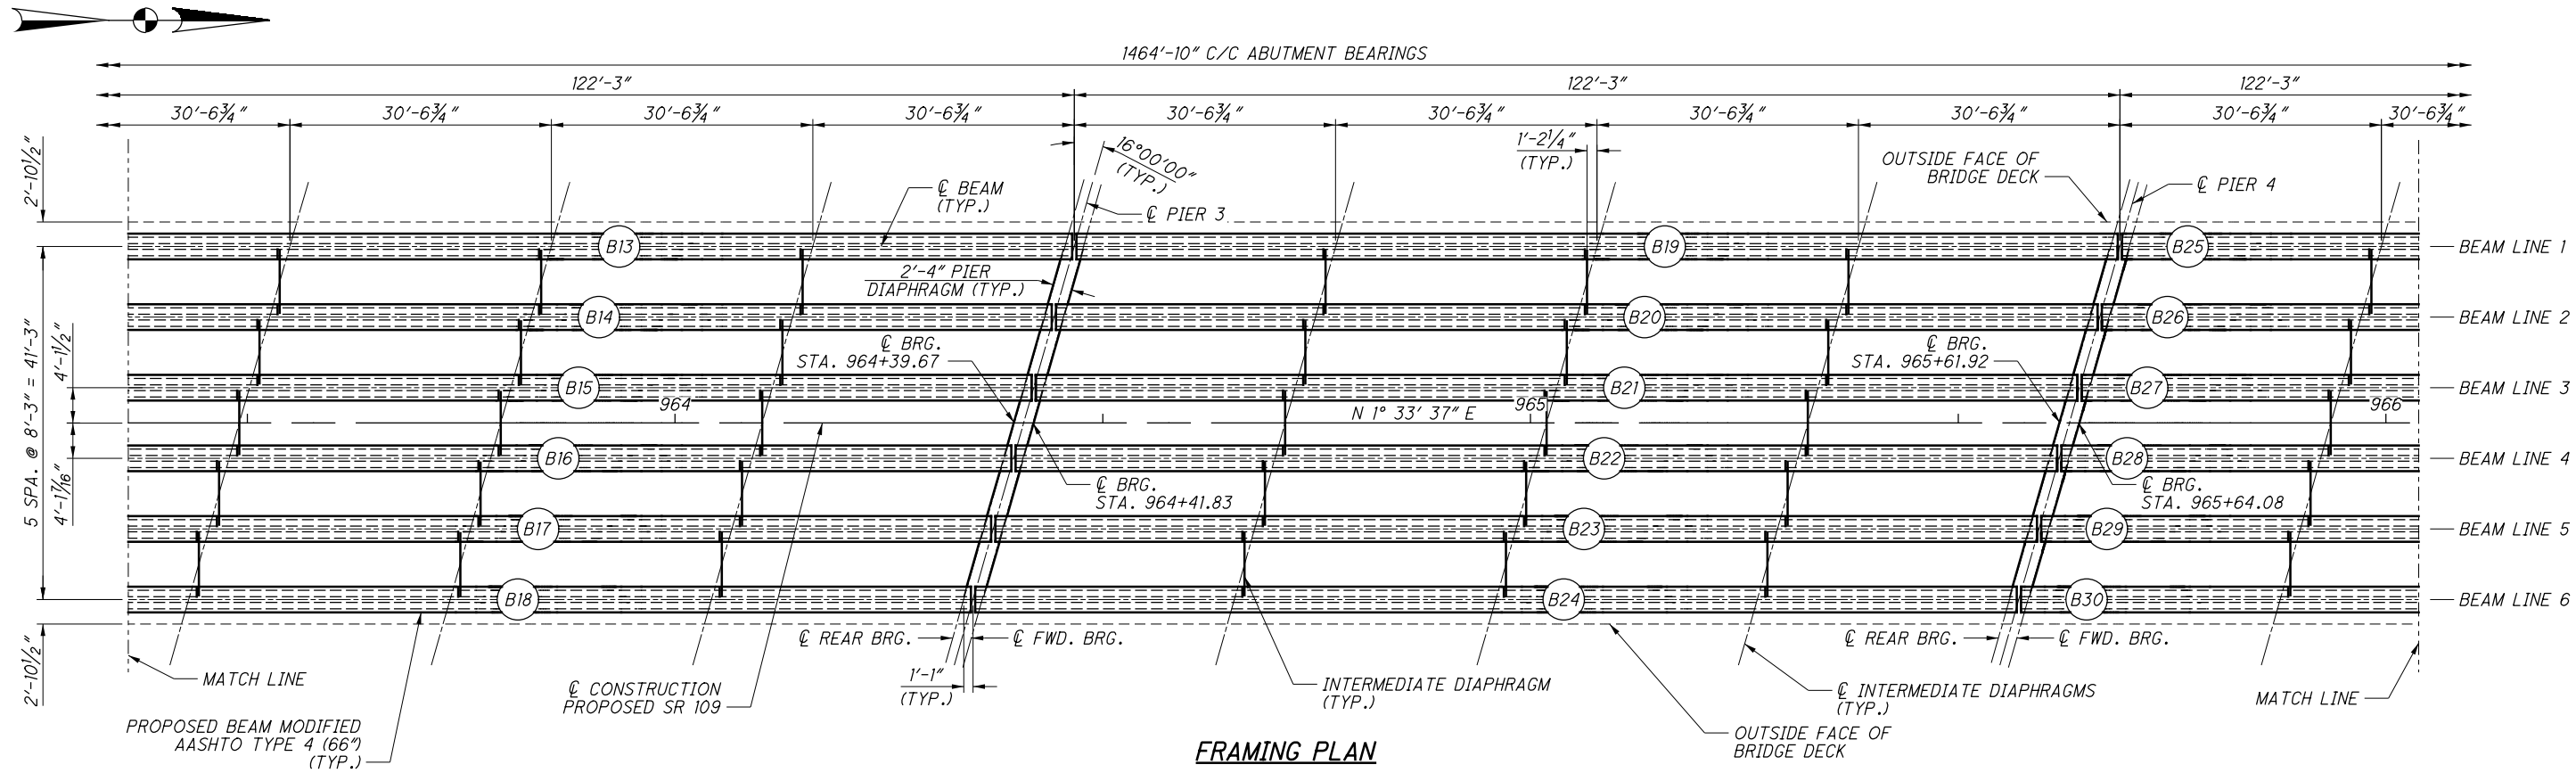 1464'-10" C/C ABUTMENT BEARINGS
122'-3" 122'-3" 122'-3"
30'-6¾" 30'-6¾" 30'-6¾" 30'-6¾" 30'-6¾" 30'-6¾" 30'-6¾" 30'-6¾" 30'-6¾" 30'-6¾"
2'-10½"
16°00'00"
(TYP.)
1'-2¼"
(TYP.)
OUTSIDE FACE OF
BRIDGE DECK
℄ BEAM
(TYP.)
℄ PIER 3
℄ PIER 4
B13 B19 B25 BEAM LINE 1
2'-4" PIER
DIAPHRAGM (TYP.)
B14 B20 B26 BEAM LINE 2
℄ BRG.
STA. 964+39.67
℄ BRG.
STA. 965+61.92
5 SPA. @ 8'-3" = 41'-3"
4'-1½"
4'-1 7/16"
B15 B21 B27 BEAM LINE 3
964 N 1° 33' 37" E 965 966
B16 B22 B28 BEAM LINE 4
℄ BRG.
STA. 964+41.83
℄ BRG.
STA. 965+64.08
B17 B23 B29 BEAM LINE 5
B18 B24 B30 BEAM LINE 6
2'-10½"
℄ REAR BRG. ℄ FWD. BRG. ℄ REAR BRG. ℄ FWD. BRG.
1'-1"
(TYP.)
MATCH LINE
℄ CONSTRUCTION
PROPOSED SR 109
INTERMEDIATE DIAPHRAGM
(TYP.)
℄ INTERMEDIATE DIAPHRAGMS
(TYP.)
MATCH LINE
PROPOSED BEAM MODIFIED
AASHTO TYPE 4 (66")
(TYP.)
OUTSIDE FACE OF
BRIDGE DECK
FRAMING PLAN